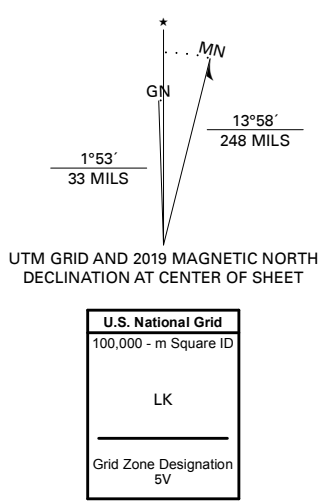 ★
MN
GN
13°58´
248 MILS
1°53´
33 MILS
UTM GRID AND 2019 MAGNETIC NORTH
DECLINATION AT CENTER OF SHEET
U.S. National Grid
100,000 - m Square ID
LK
Grid Zone Designation
5V